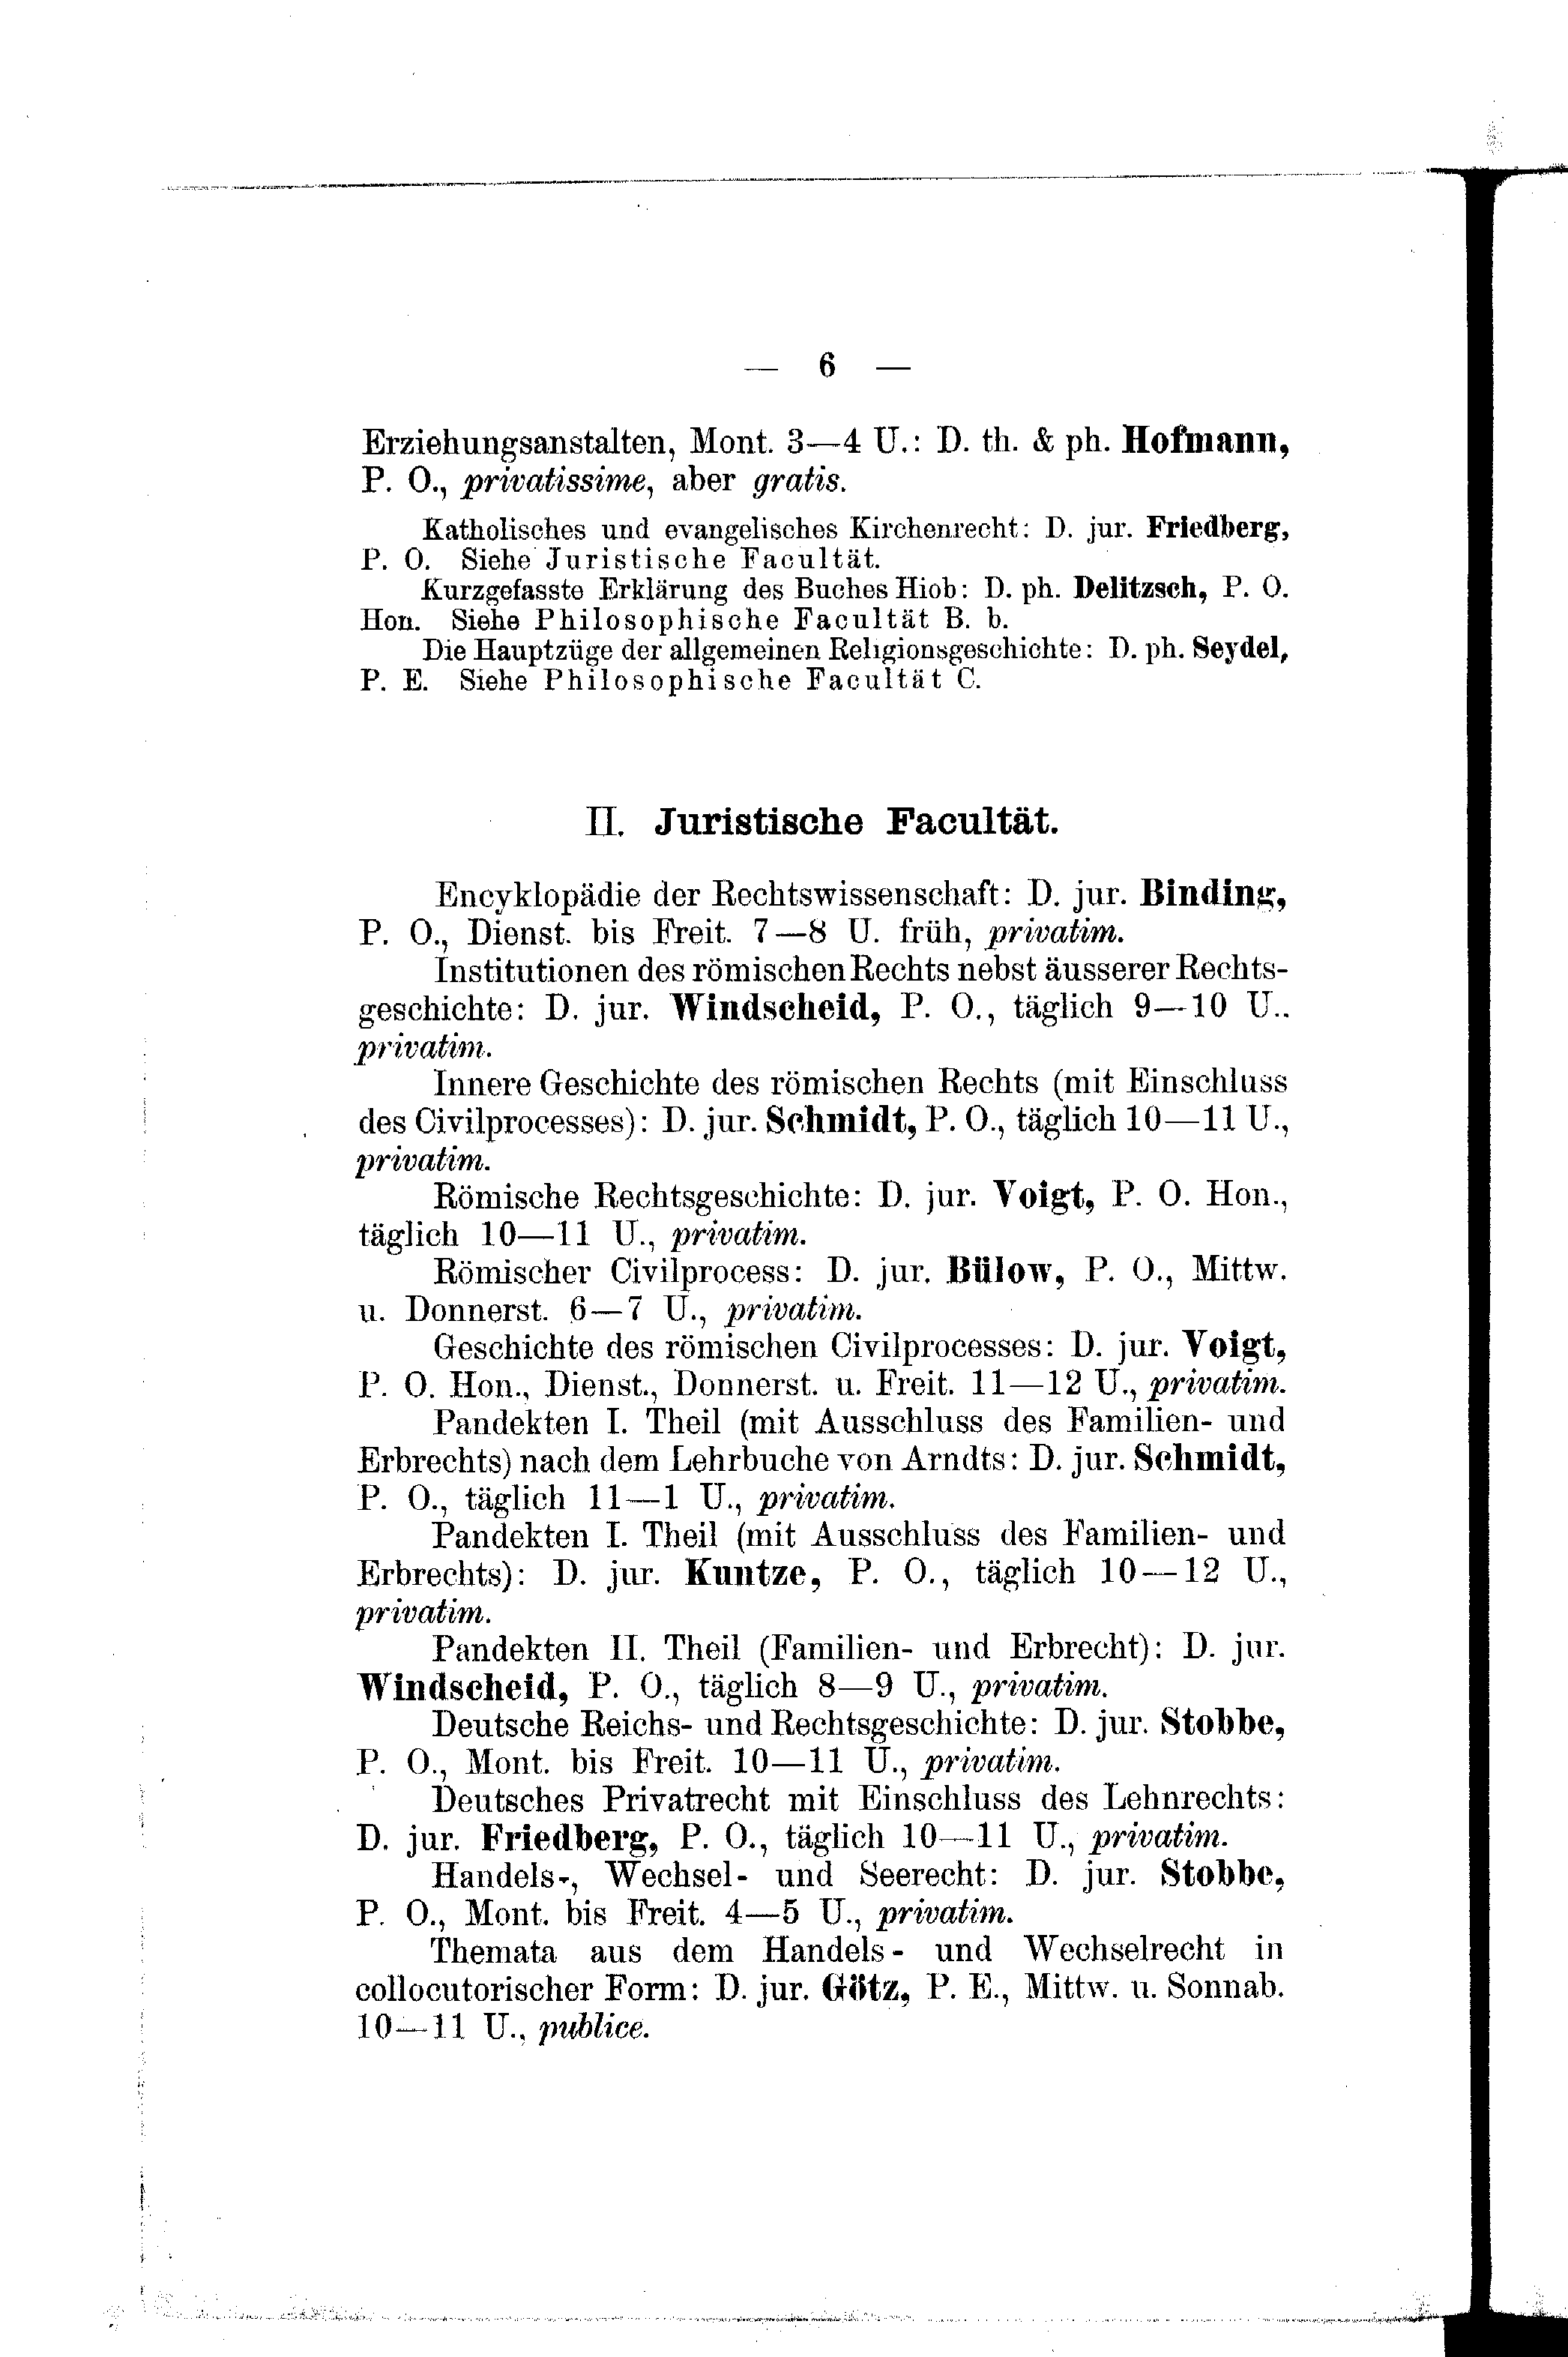 — 6 —
Erziehungsanstalten, Mont. 3—4 U.: D. th. & ph. Hofmann,
P. O., privatissime, aber gratis.
Katholisches und evangelisches Kirchenrecht: D. jur. Friedberg,
P. O. Siehe Juristische Facultät.
Kurzgefasste Erklärung des Buches Hiob: D. ph. Delitzsch, P. O.
Hon. Siehe Philosophische Facultät B. b.
Die Hauptzüge der allgemeinen Religionsgeschichte: D. ph. Seydel,
P. E. Siehe Philosophische Facultät C.
II. Juristische Facultät.
Encyklopädie der Rechtswissenschaft: D. jur. Binding,
P. O., Dienst. bis Freit. 7—8 U. früh, privatim.
Institutionen des römischen Rechts nebst äusserer Rechts-
geschichte: D. jur. Windscheid, P. O., täglich 9—10 U..
privatim.
Innere Geschichte des römischen Rechts (mit Einschluss
des Civilprocesses): D. jur. Schmidt, P. O., täglich 10—11 U.,
privatim.
Römische Rechtsgeschichte: D. jur. Voigt, P. O. Hon.,
täglich 10—11 U., privatim.
Römischer Civilprocess: D. jur. Bülow, P. O., Mittw.
u. Donnerst. 6—7 U., privatim.
Geschichte des römischen Civilprocesses: D. jur. Voigt,
P. O. Hon., Dienst., Donnerst. u. Freit. 11—12 U., privatim.
Pandekten I. Theil (mit Ausschluss des Familien- und
Erbrechts) nach dem Lehrbuche von Arndts: D. jur. Schmidt,
P. O., täglich 11—1 U., privatim.
Pandekten I. Theil (mit Ausschluss des Familien- und
Erbrechts): D. jur. Kuntze, P. O., täglich 10—12 U.,
privatim.
Pandekten II. Theil (Familien- und Erbrecht): D. jur.
Windscheid, P. O., täglich 8—9 U., privatim.
Deutsche Reichs- und Rechtsgeschichte: D. jur. Stobbe,
P. O., Mont. bis Freit. 10—11 U., privatim.
Deutsches Privatrecht mit Einschluss des Lehnrechts:
D. jur. Friedberg, P. O., täglich 10—11 U., privatim.
Handels-, Wechsel- und Seerecht: D. jur. Stobbe,
P. O., Mont. bis Freit. 4—5 U., privatim.
Themata aus dem Handels- und Wechselrecht in
collocutorischer Form: D. jur. Götz, P. E., Mittw. u. Sonnab.
10—11 U., publice.